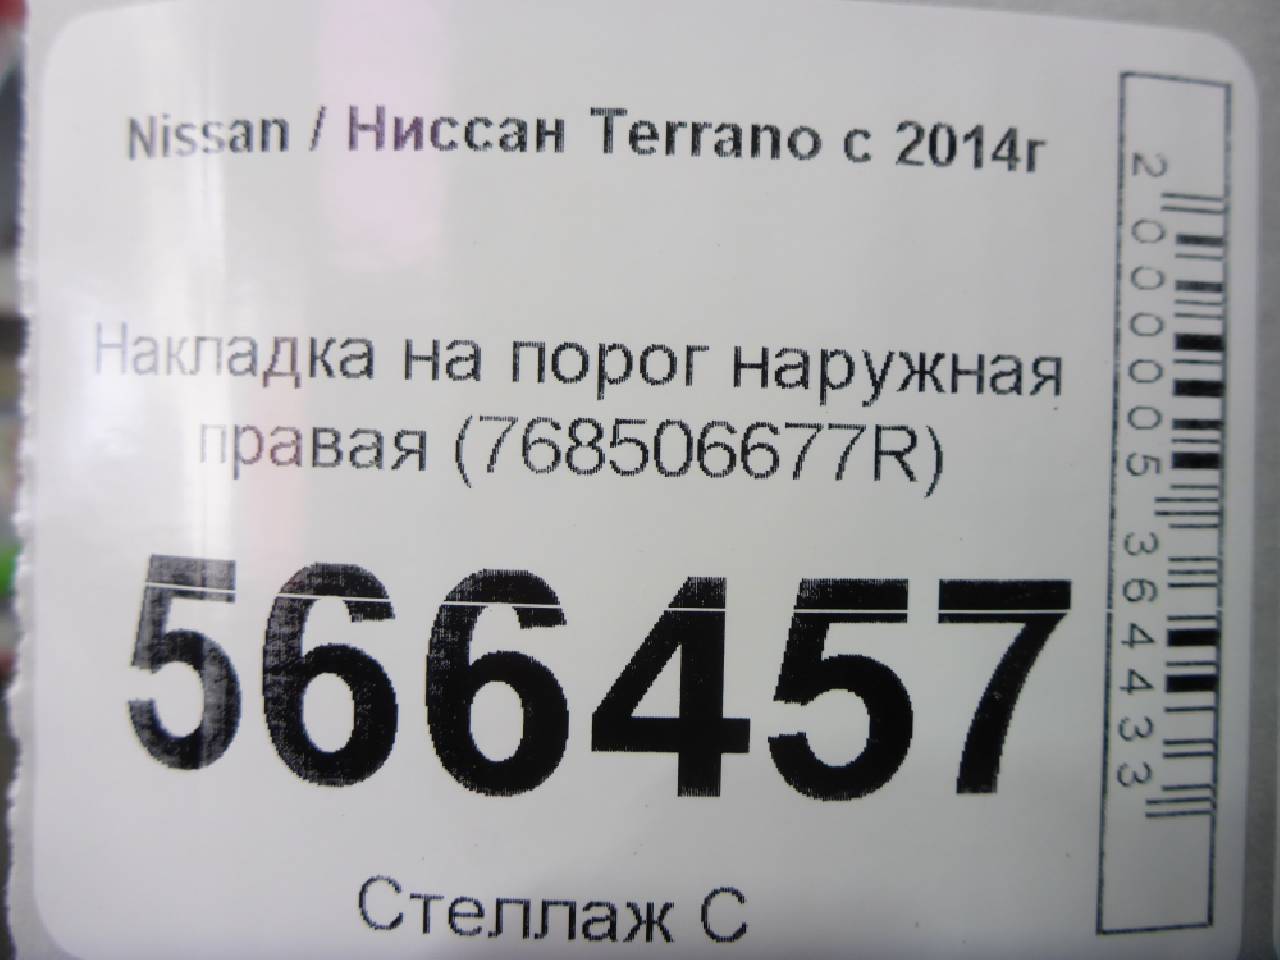 Nissan / Ниссан Terrano с 2014г
Накладка на порог наружная
правая (768506677R)
566457
Стеллаж С
2000005364433